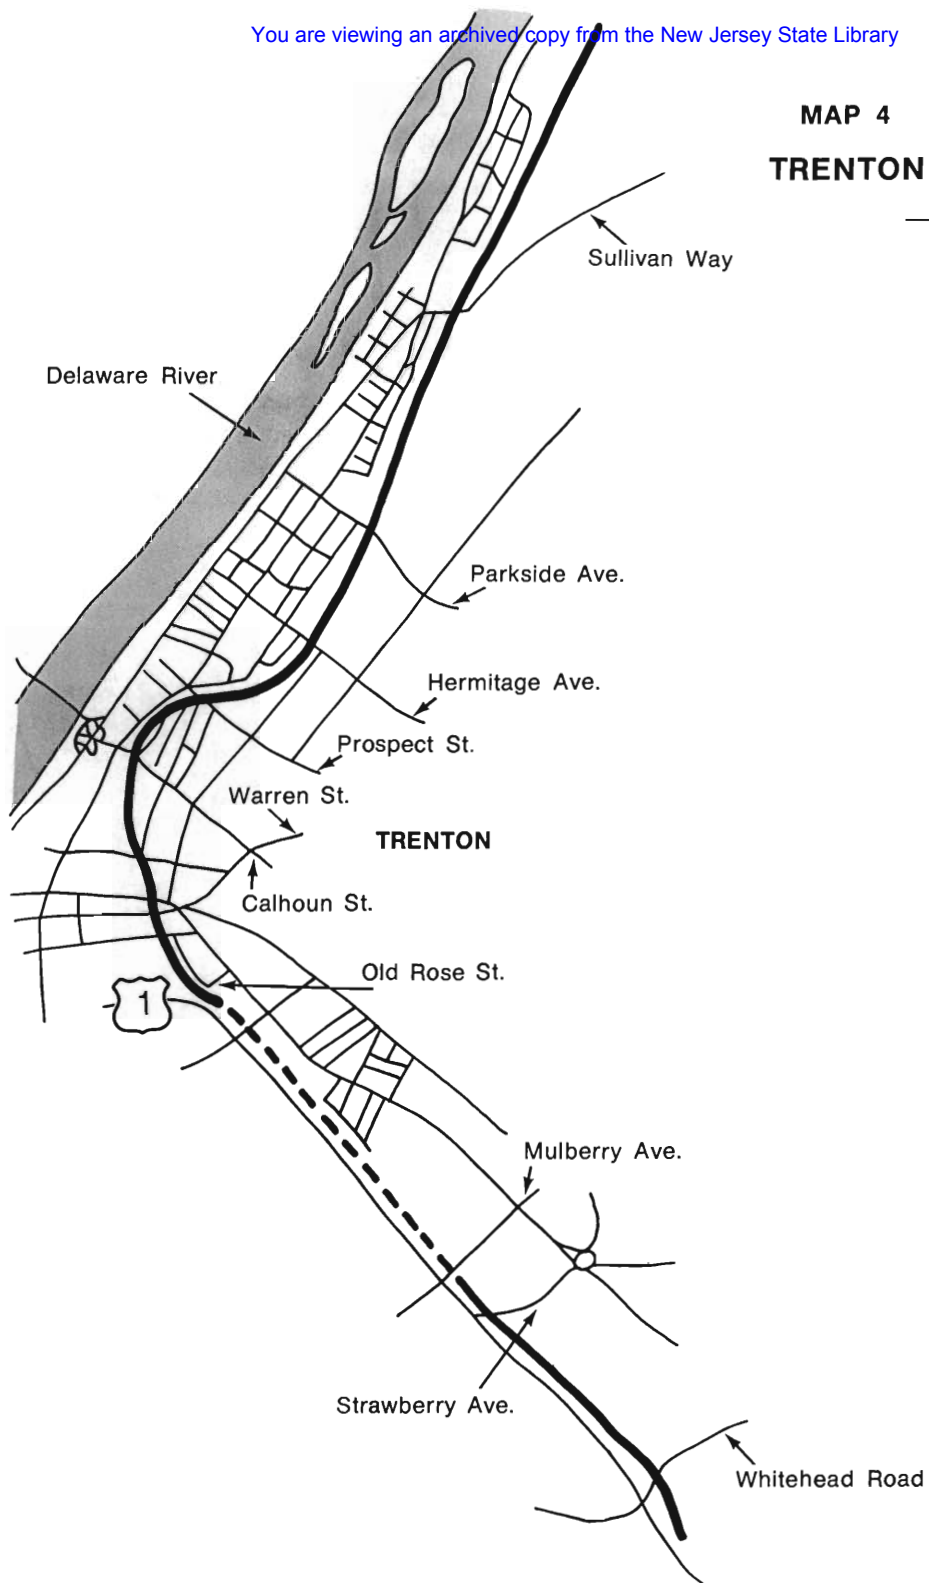 You are viewing an archived copy from the New Jersey State Library
MAP 4
TRENTON
Sullivan Way
Delaware River
Parkside Ave.
Hermitage Ave.
Prospect St.
Warren St.
TRENTON
Calhoun St.
Old Rose St.
1
Mulberry Ave.
Strawberry Ave.
Whitehead Road